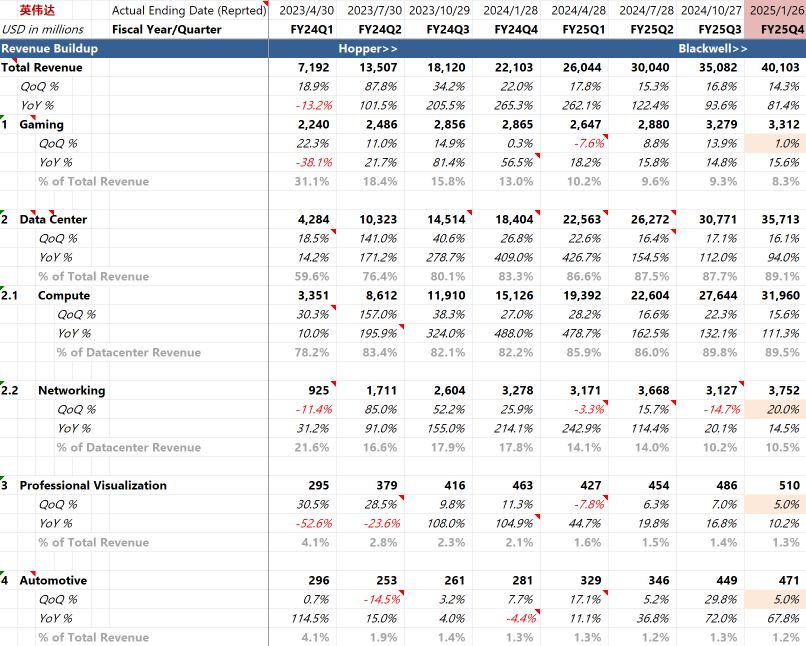 英伟达 Actual Ending Date (Reprted) 2023/4/30 2023/7/30 2023/10/29 2024/1/28 2024/4/28 2024/7/28 2024/10/27 2025/1/26
USD in millions Fiscal Year/Quarter FY24Q1 FY24Q2 FY24Q3 FY24Q4 FY25Q1 FY25Q2 FY25Q3 FY25Q4
Revenue Buildup Hopper>> Blackwell>>
Total Revenue 7,192 13,507 18,120 22,103 26,044 30,040 35,082 40,103
QoQ % 18.9% 87.8% 34.2% 22.0% 17.8% 15.3% 16.8% 14.3%
YoY % -13.2% 101.5% 205.5% 265.3% 262.1% 122.4% 93.6% 81.4%
1 Gaming 2,240 2,486 2,856 2,865 2,647 2,880 3,279 3,312
QoQ % 22.3% 11.0% 14.9% 0.3% -7.6% 8.8% 13.9% 1.0%
YoY % -38.1% 21.7% 81.4% 56.5% 18.2% 15.8% 14.8% 15.6%
% of Total Revenue 31.1% 18.4% 15.8% 13.0% 10.2% 9.6% 9.3% 8.3%
2 Data Center 4,284 10,323 14,514 18,404 22,563 26,272 30,771 35,713
QoQ % 18.5% 141.0% 40.6% 26.8% 22.6% 16.4% 17.1% 16.1%
YoY % 14.2% 171.2% 278.7% 409.0% 426.7% 154.5% 112.0% 94.0%
% of Total Revenue 59.6% 76.4% 80.1% 83.3% 86.6% 87.5% 87.7% 89.1%
2.1 Compute 3,351 8,612 11,910 15,126 19,392 22,604 27,644 31,960
QoQ % 30.3% 157.0% 38.3% 27.0% 28.2% 16.6% 22.3% 15.6%
YoY % 10.0% 195.9% 324.0% 488.0% 478.7% 162.5% 132.1% 111.3%
% of Datacenter Revenue 78.2% 83.4% 82.1% 82.2% 85.9% 86.0% 89.8% 89.5%
2.2 Networking 925 1,711 2,604 3,278 3,171 3,668 3,127 3,752
QoQ % -11.4% 85.0% 52.2% 25.9% -3.3% 15.7% -14.7% 20.0%
YoY % 31.2% 91.0% 155.0% 214.1% 242.9% 114.4% 20.1% 14.5%
% of Datacenter Revenue 21.6% 16.6% 17.9% 17.8% 14.1% 14.0% 10.2% 10.5%
3 Professional Visualization 295 379 416 463 427 454 486 510
QoQ % 30.5% 28.5% 9.8% 11.3% -7.8% 6.3% 7.0% 5.0%
YoY % -52.6% -23.6% 108.0% 104.9% 44.7% 19.8% 16.8% 10.2%
% of Total Revenue 4.1% 2.8% 2.3% 2.1% 1.6% 1.5% 1.4% 1.3%
4 Automotive 296 253 261 281 329 346 449 471
QoQ % 0.7% -14.5% 3.2% 7.7% 17.1% 5.2% 29.8% 5.0%
YoY % 114.5% 15.0% 4.0% -4.4% 11.1% 36.8% 72.0% 67.8%
% of Total Revenue 4.1% 1.9% 1.4% 1.3% 1.3% 1.2% 1.3% 1.2%